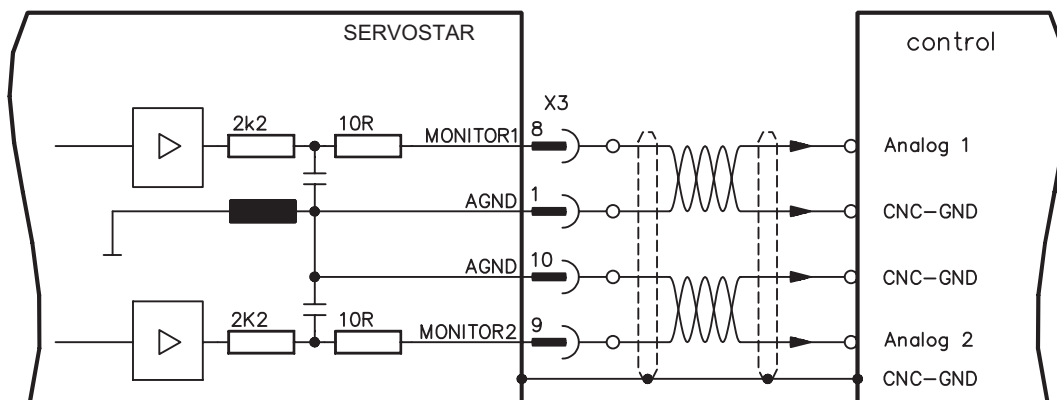 SERVOSTAR
control
X3
2k2
10R
MONITOR1
8
Analog 1
AGND
1
CNC-GND
AGND
10
CNC-GND
2K2
10R
MONITOR2
9
Analog 2
CNC-GND